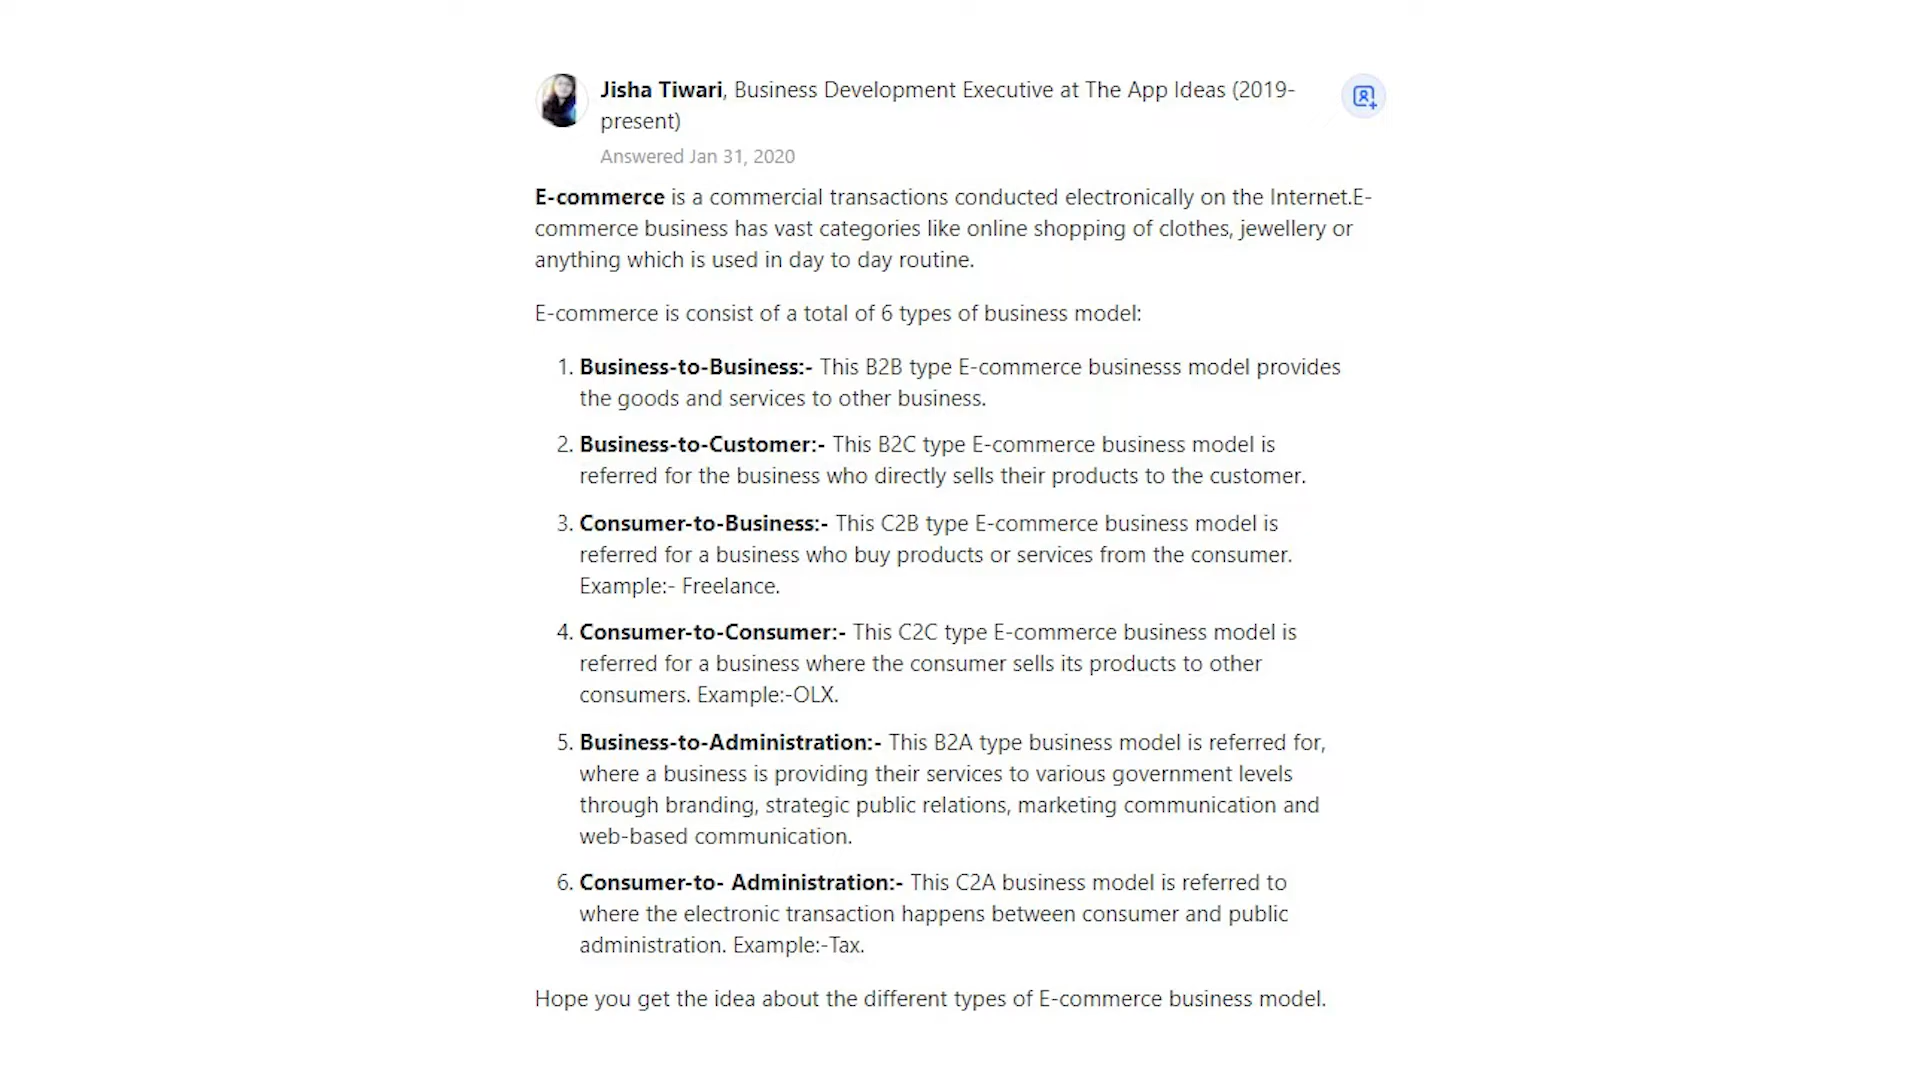 Jisha Tiwari, Business Development Executive at The App Ideas (2019-
present)
Answered Jan 31, 2020
E-commerce is a commercial transactions conducted electronically on the Internet.E-
commerce business has vast categories like online shopping of clothes, jewellery or
anything which is used in day to day routine.
E-commerce is consist of a total of 6 types of business model:
1. Business-to-Business:- This B2B type E-commerce businesss model provides
the goods and services to other business.
2. Business-to-Customer:- This B2C type E-commerce business model is
referred for the business who directly sells their products to the customer.
3. Consumer-to-Business:- This C2B type E-commerce business model is
referred for a business who buy products or services from the consumer.
Example:- Freelance.
4. Consumer-to-Consumer:- This C2C type E-commerce business model is
referred for a business where the consumer sells its products to other
consumers. Example:-OLX.
5. Business-to-Administration:- This B2A type business model is referred for,
where a business is providing their services to various government levels
through branding, strategic public relations, marketing communication and
web-based communication.
6. Consumer-to- Administration:- This C2A business model is referred to
where the electronic transaction happens between consumer and public
administration. Example:-Tax.
Hope you get the idea about the different types of E-commerce business model.